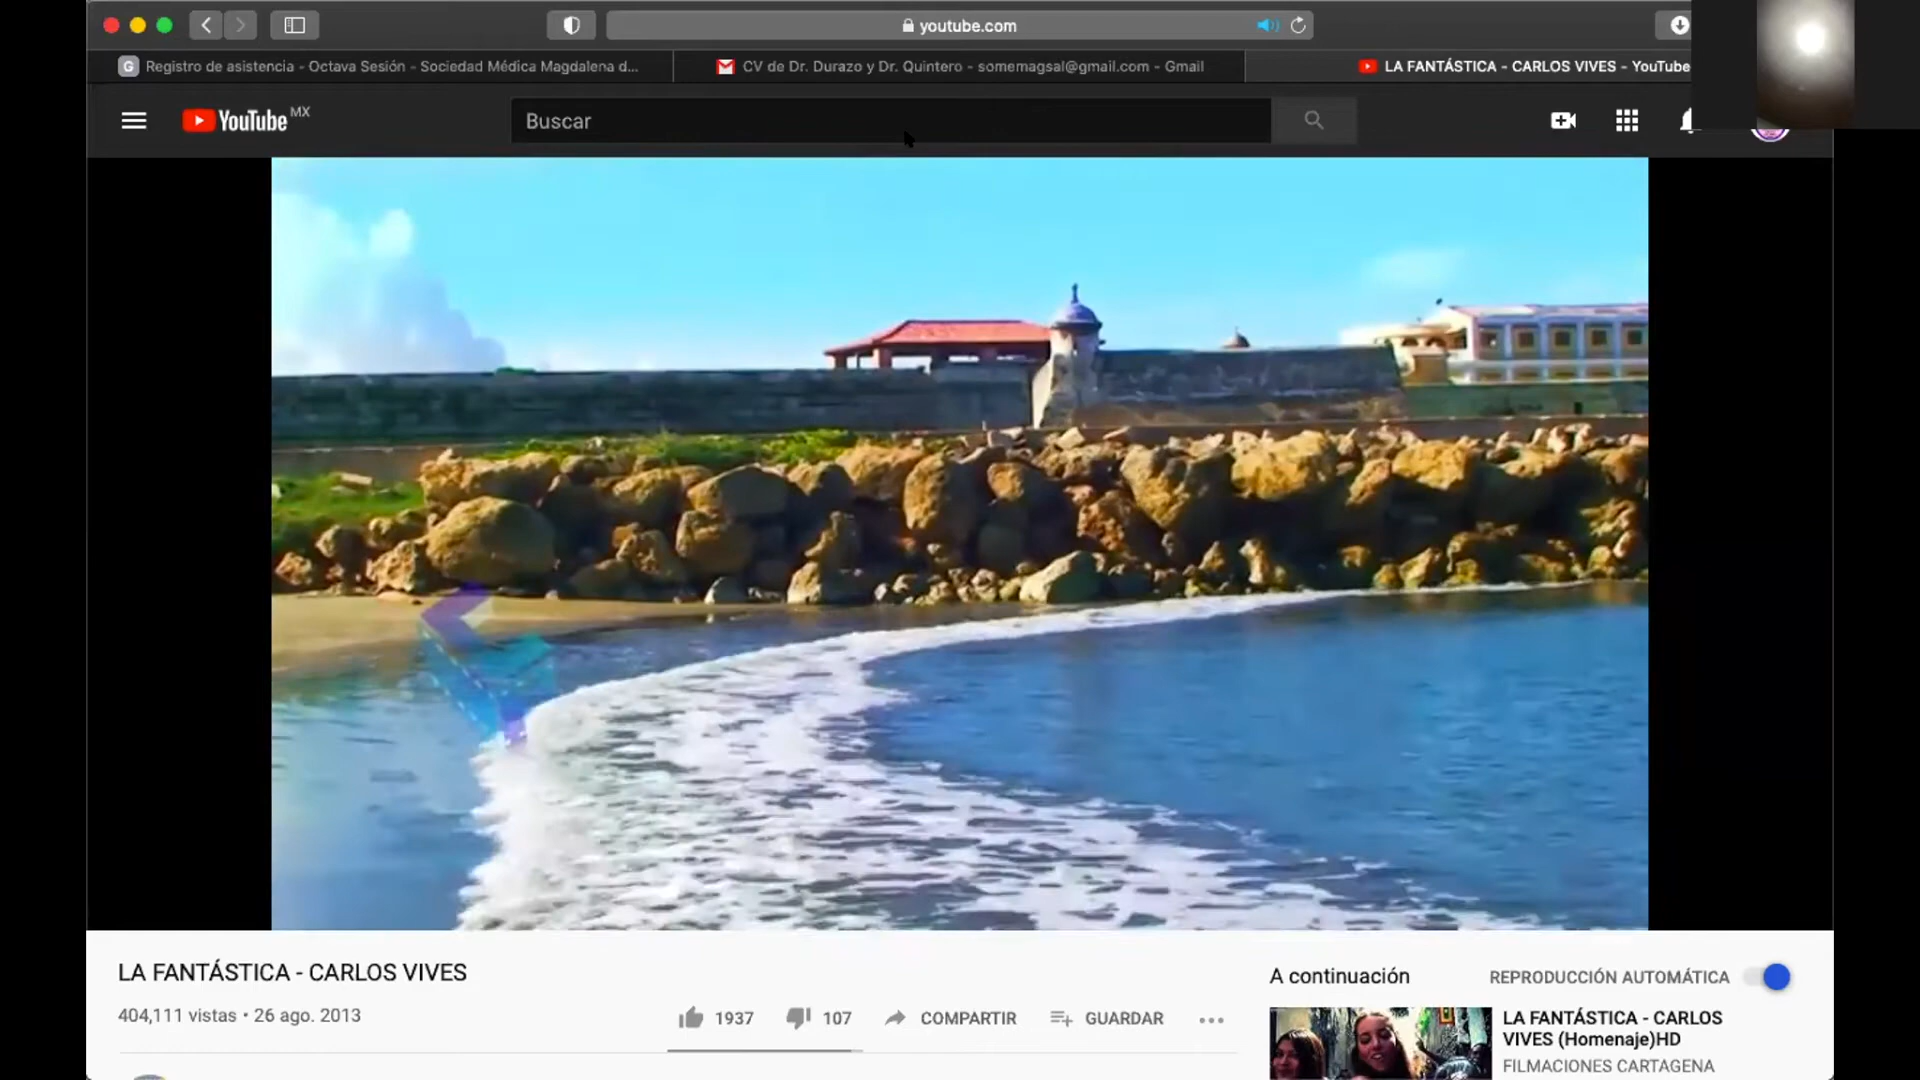 youtube.com
G Registro de asistencia - Octava Sesión - Sociedad Médica Magdalena d...
CV de Dr. Durazo y Dr. Quintero - somemagsal@gmail.com - Gmail
LA FANTÁSTICA - CARLOS VIVES - YouTube
YouTube MX
Buscar
LA FANTÁSTICA - CARLOS VIVES
404,111 vistas • 26 ago. 2013
1937
107
COMPARTIR
GUARDAR
A continuación
REPRODUCCIÓN AUTOMÁTICA
LA FANTÁSTICA - CARLOS
VIVES (Homenaje)HD
FILMACIONES CARTAGENA